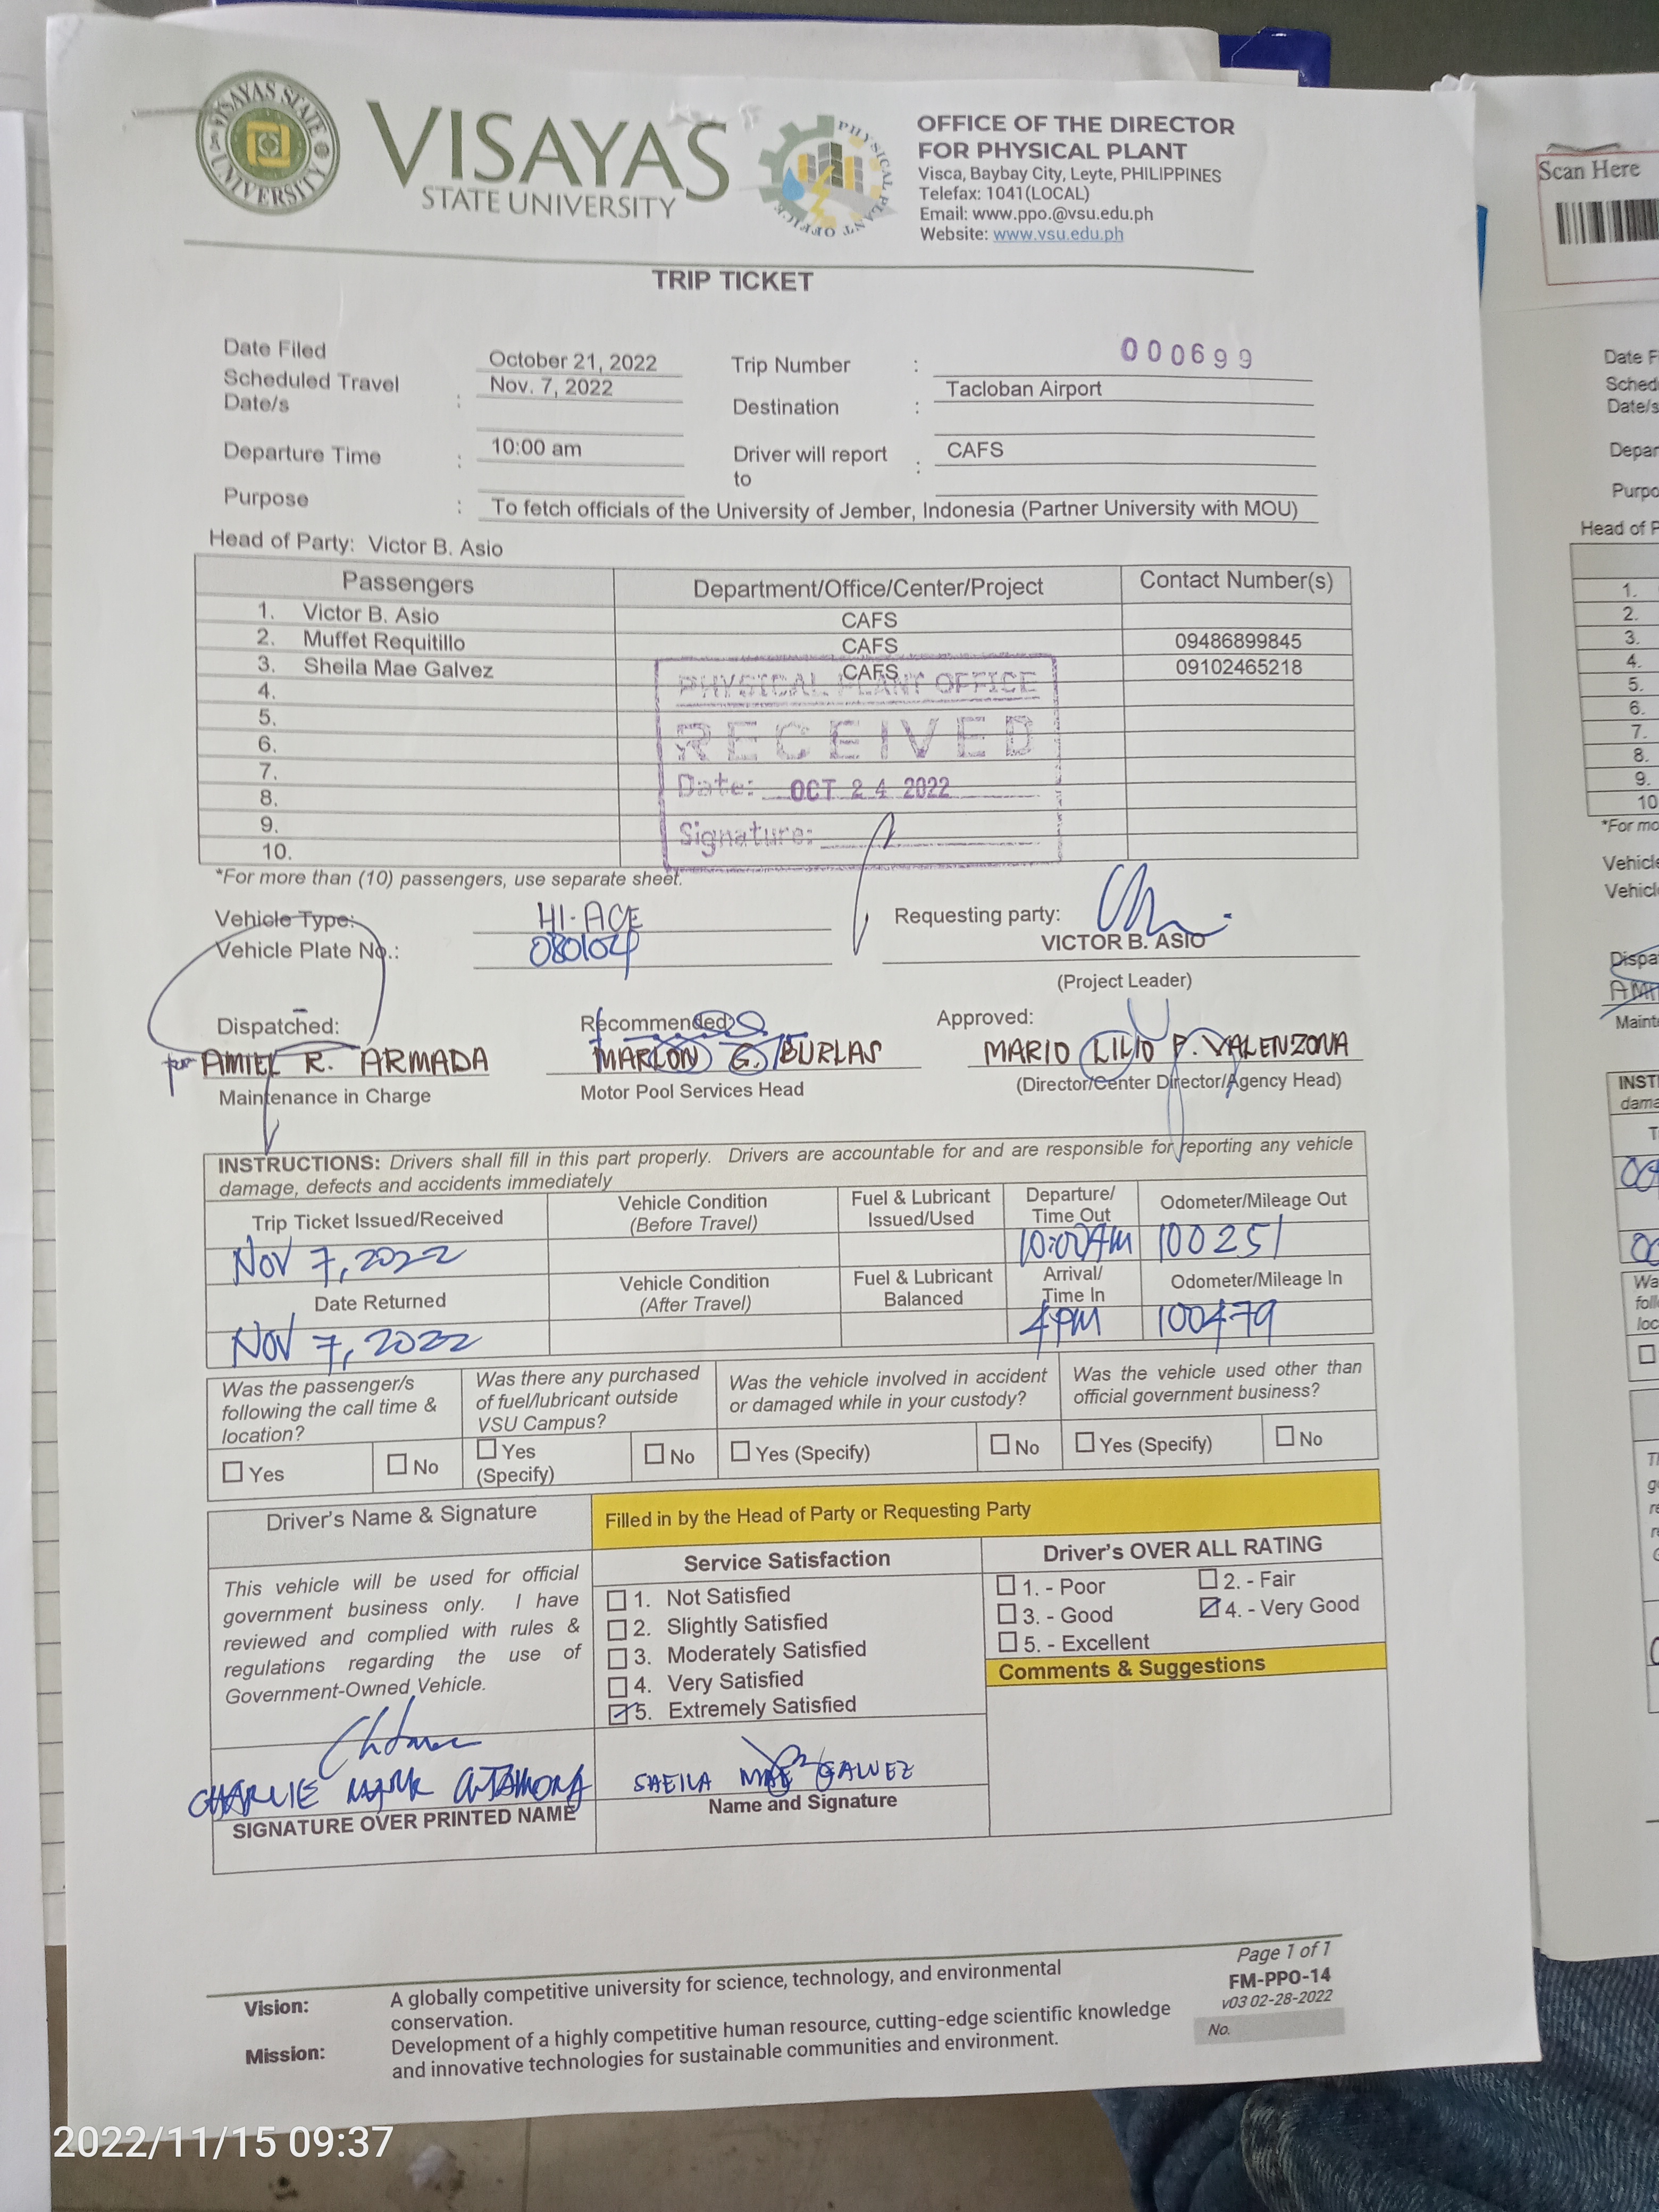 VISAYAS STATE UNIVERSITY
VISAYAS
STATE UNIVERSITY
PHYSICAL PLANT OFFICE
OFFICE OF THE DIRECTOR
FOR PHYSICAL PLANT
Visca, Baybay City, Leyte, PHILIPPINES
Telefax: 1041(LOCAL)
Email: www.ppo.@vsu.edu.ph
Website: www.vsu.edu.ph
TRIP TICKET
Date Filed October 21, 2022 Trip Number : 000699
Scheduled Travel Date/s : Nov. 7, 2022 Destination : Tacloban Airport
Departure Time : 10:00 am Driver will report to : CAFS
Purpose : To fetch officials of the University of Jember, Indonesia (Partner University with MOU)
Head of Party: Victor B. Asio
Passengers Department/Office/Center/Project Contact Number(s)
1. Victor B. Asio CAFS
2. Muffet Requitillo CAFS 09486899845
3. Sheila Mae Galvez CAFS 09102465218
4.
5.
6.
7.
8.
9.
10.
PHYSICAL PLANT OFFICE
RECEIVED
Date: OCT 24 2022
Signature:
*For more than (10) passengers, use separate sheet.
Vehicle Type: HI-ACE Requesting party:
Vehicle Plate No.: 080104 VICTOR B. ASIO
(Project Leader)
Dispatched: Recommended: Approved:
for AMIEL R. ARMADA MARLON G. BURLAS MARIO LILIO P. VALENZONA
Maintenance in Charge Motor Pool Services Head (Director/Center Director/Agency Head)
INSTRUCTIONS: Drivers shall fill in this part properly. Drivers are accountable for and are responsible for reporting any vehicle
damage, defects and accidents immediately
Trip Ticket Issued/Received Vehicle Condition (Before Travel) Fuel & Lubricant Issued/Used Departure/ Time Out Odometer/Mileage Out
Nov 7, 2022 10:00AM 100251
Date Returned Vehicle Condition (After Travel) Fuel & Lubricant Balanced Arrival/ Time In Odometer/Mileage In
Nov 7, 2022 4PM 100479
Was the passenger/s following the call time & location? Was there any purchased of fuel/lubricant outside VSU Campus? Was the vehicle involved in accident or damaged while in your custody? Was the vehicle used other than official government business?
Yes No Yes (Specify) No Yes (Specify) No Yes (Specify) No
Driver's Name & Signature Filled in by the Head of Party or Requesting Party
This vehicle will be used for official
government business only. I have
reviewed and complied with rules &
regulations regarding the use of
Government-Owned Vehicle.
Service Satisfaction
1. Not Satisfied
2. Slightly Satisfied
3. Moderately Satisfied
4. Very Satisfied
5. Extremely Satisfied
Driver's OVER ALL RATING
1. - Poor 2. - Fair
3. - Good 4. - Very Good
5. - Excellent
Comments & Suggestions
CHARLIE MARK
SIGNATURE OVER PRINTED NAME
SHEILA MAE GALVEZ
Name and Signature
Vision: A globally competitive university for science, technology, and environmental
conservation.
Mission: Development of a highly competitive human resource, cutting-edge scientific knowledge
and innovative technologies for sustainable communities and environment.
Page 1 of 1
FM-PPO-14
v03 02-28-2022
No.
Scan Here
Head of P
1.
2.
3.
4.
5.
6.
7.
8.
9.
10
*For mo
2022/11/15 09:37